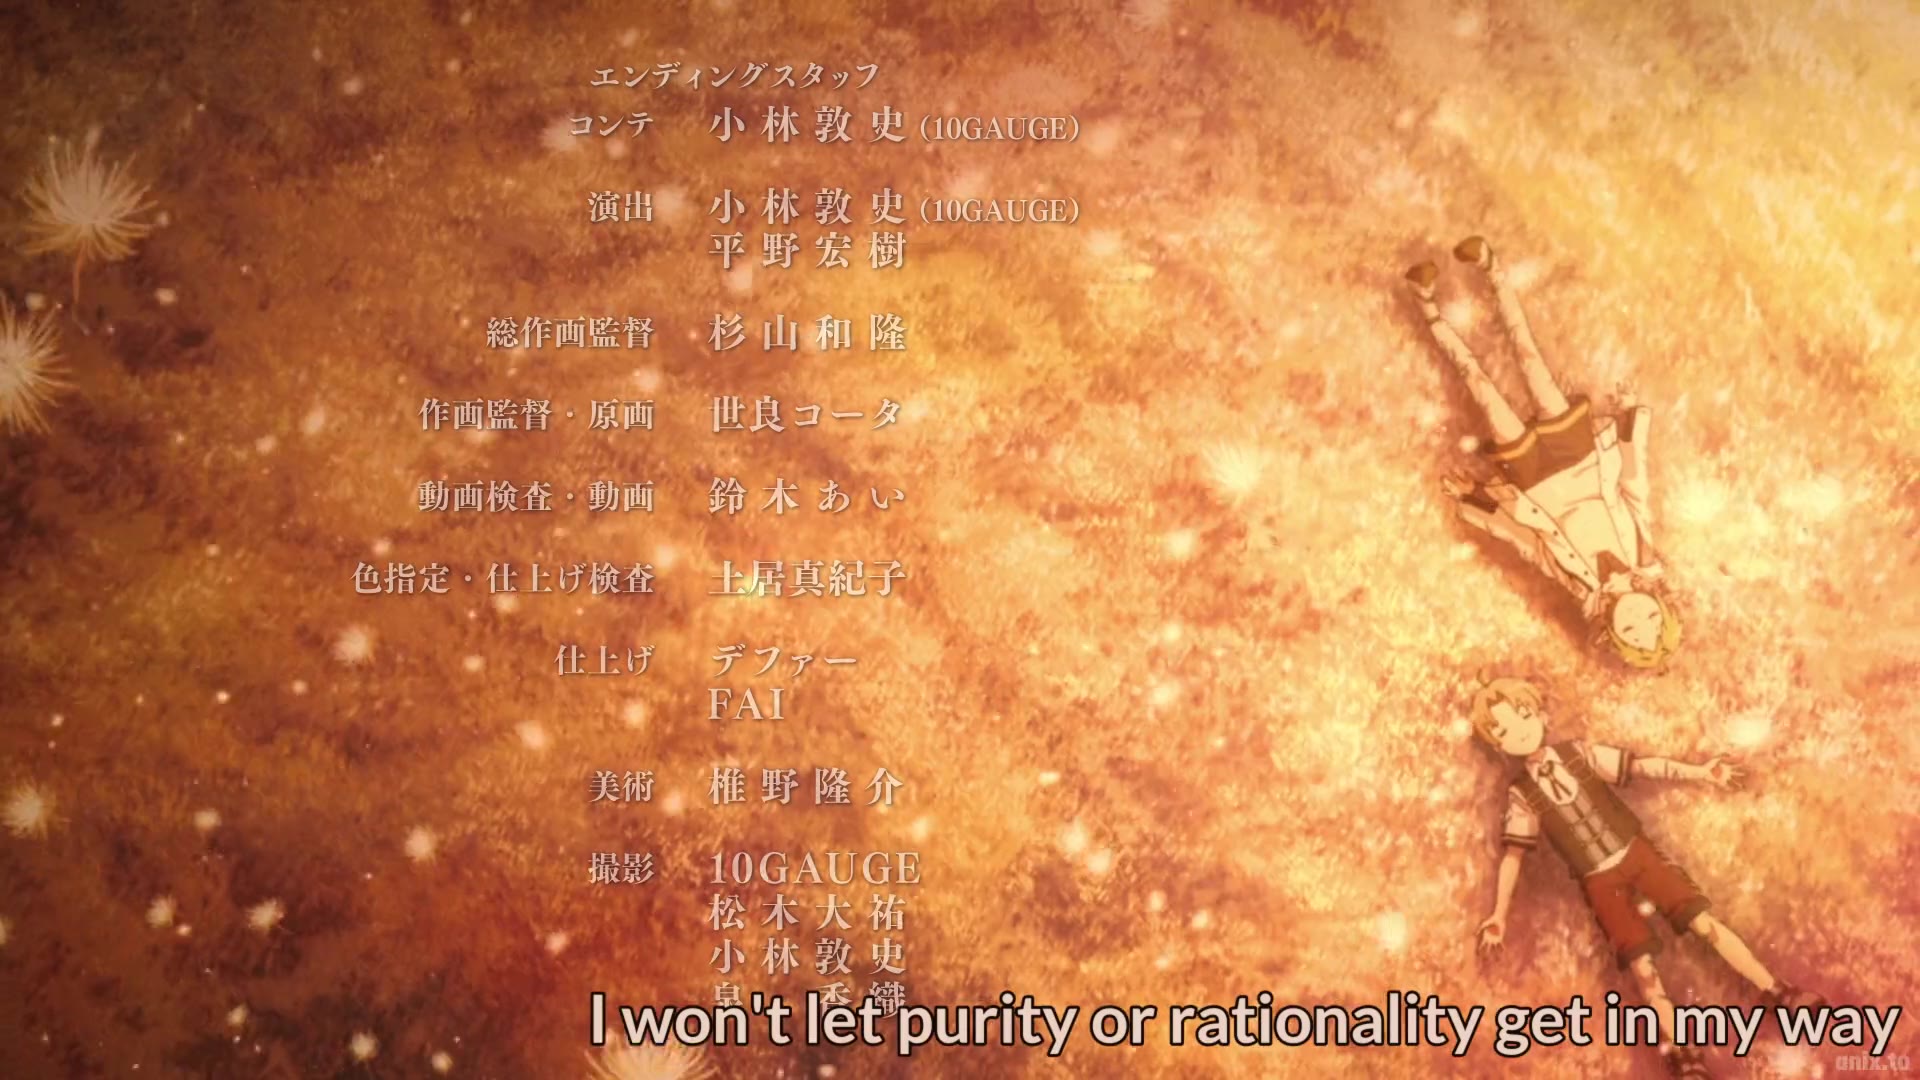 エンディングスタッフ
コンテ 小林敦史(10GAUGE)
演出 小林敦史(10GAUGE)
平野宏樹
総作画監督 杉山和隆
作画監督・原画 世良コータ
動画検査・動画 鈴木あい
色指定・仕上げ検査 土居真紀子
仕上げ デファー
FAI
美術 椎野隆介
撮影 10GAUGE
松木大祐
小林敦史
泉香織
I won't let purity or rationality get in my way
anix.to